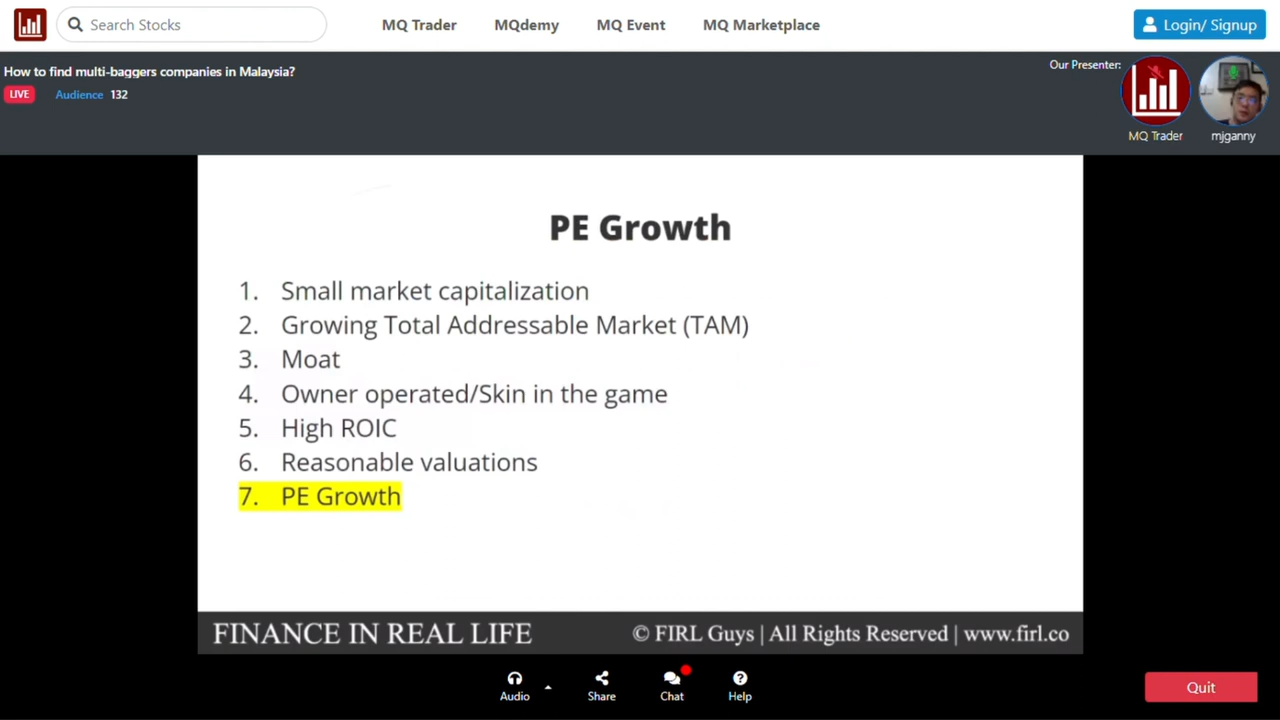 Search Stocks
MQ Trader
MQdemy
MQ Event
MQ Marketplace
Login/ Signup
How to find multi-baggers companies in Malaysia?
Our Presenter:
LIVE
Audience 132
MQ Trader
mjganny
PE Growth
1. Small market capitalization
2. Growing Total Addressable Market (TAM)
3. Moat
4. Owner operated/Skin in the game
5. High ROIC
6. Reasonable valuations
7. PE Growth
FINANCE IN REAL LIFE
© FIRL Guys | All Rights Reserved | www.firl.co
Audio
Share
Chat
Help
Quit